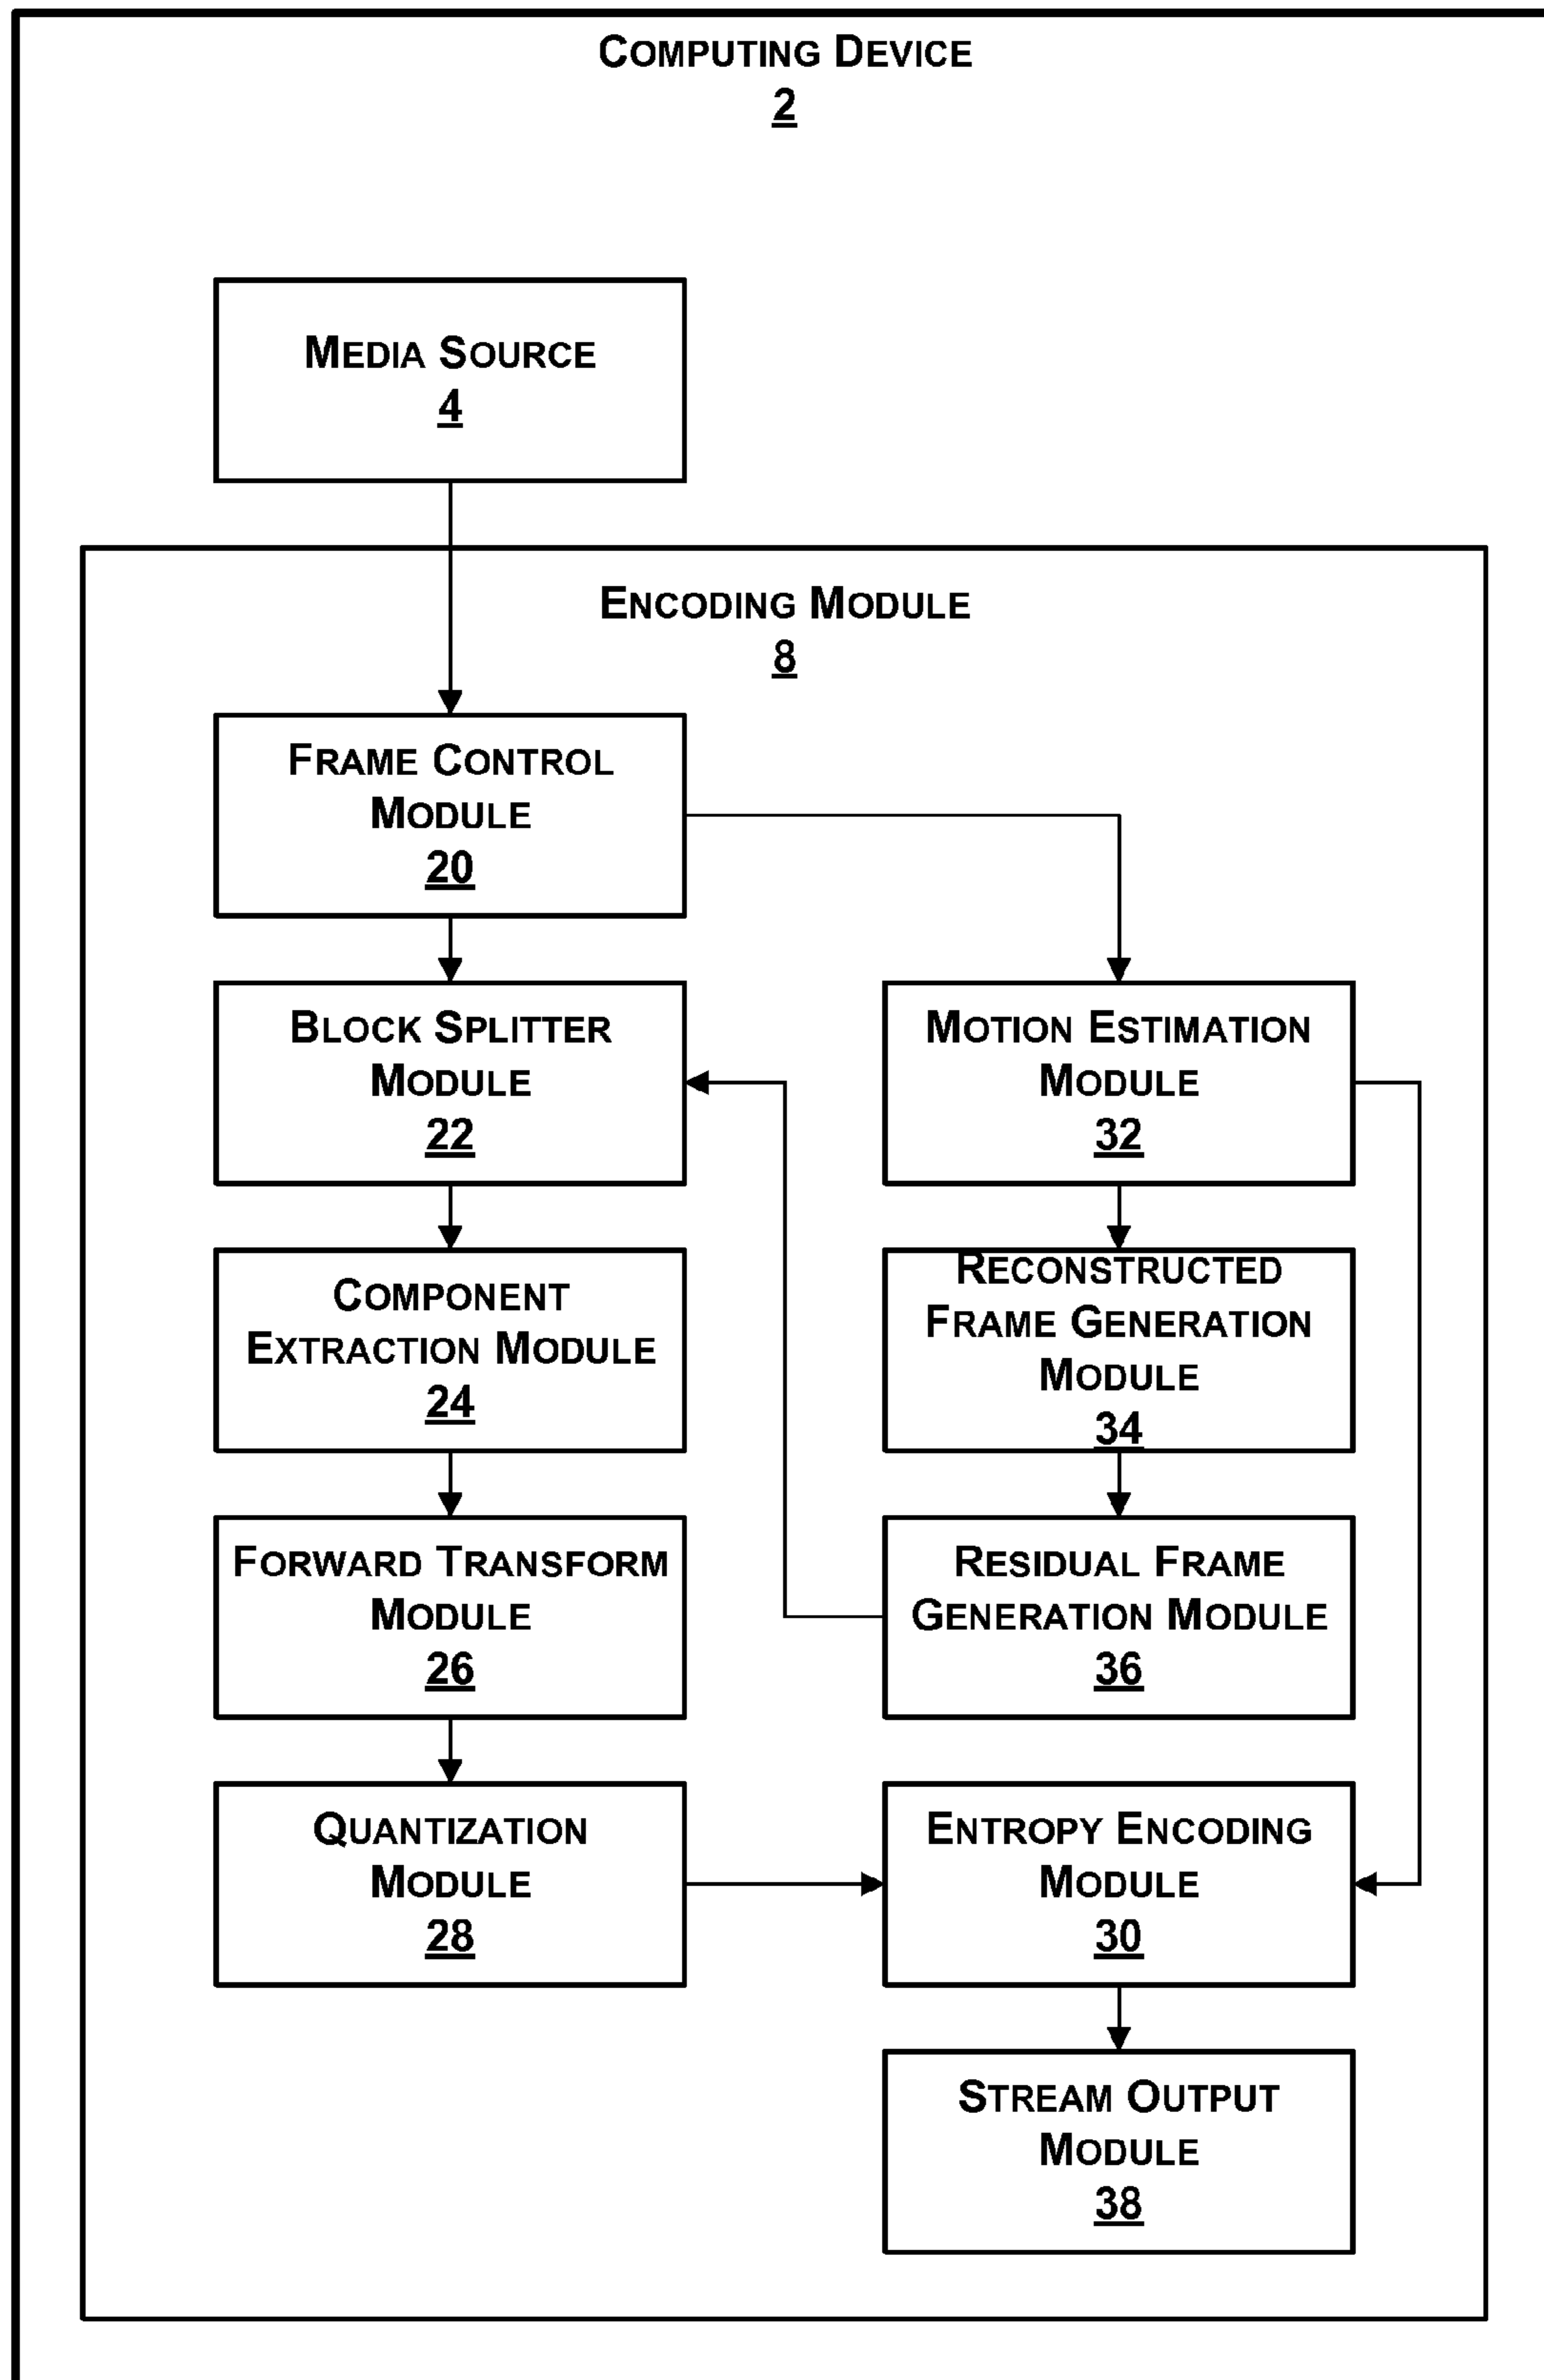 COMPUTING DEVICE
2
MEDIA SOURCE
4
ENCODING MODULE
8
FRAME CONTROL
MODULE
20
BLOCK SPLITTER
MODULE
22
MOTION ESTIMATION
MODULE
32
COMPONENT
EXTRACTION MODULE
24
RECONSTRUCTED
FRAME GENERATION
MODULE
34
FORWARD TRANSFORM
MODULE
26
RESIDUAL FRAME
GENERATION MODULE
36
QUANTIZATION
MODULE
28
ENTROPY ENCODING
MODULE
30
STREAM OUTPUT
MODULE
38